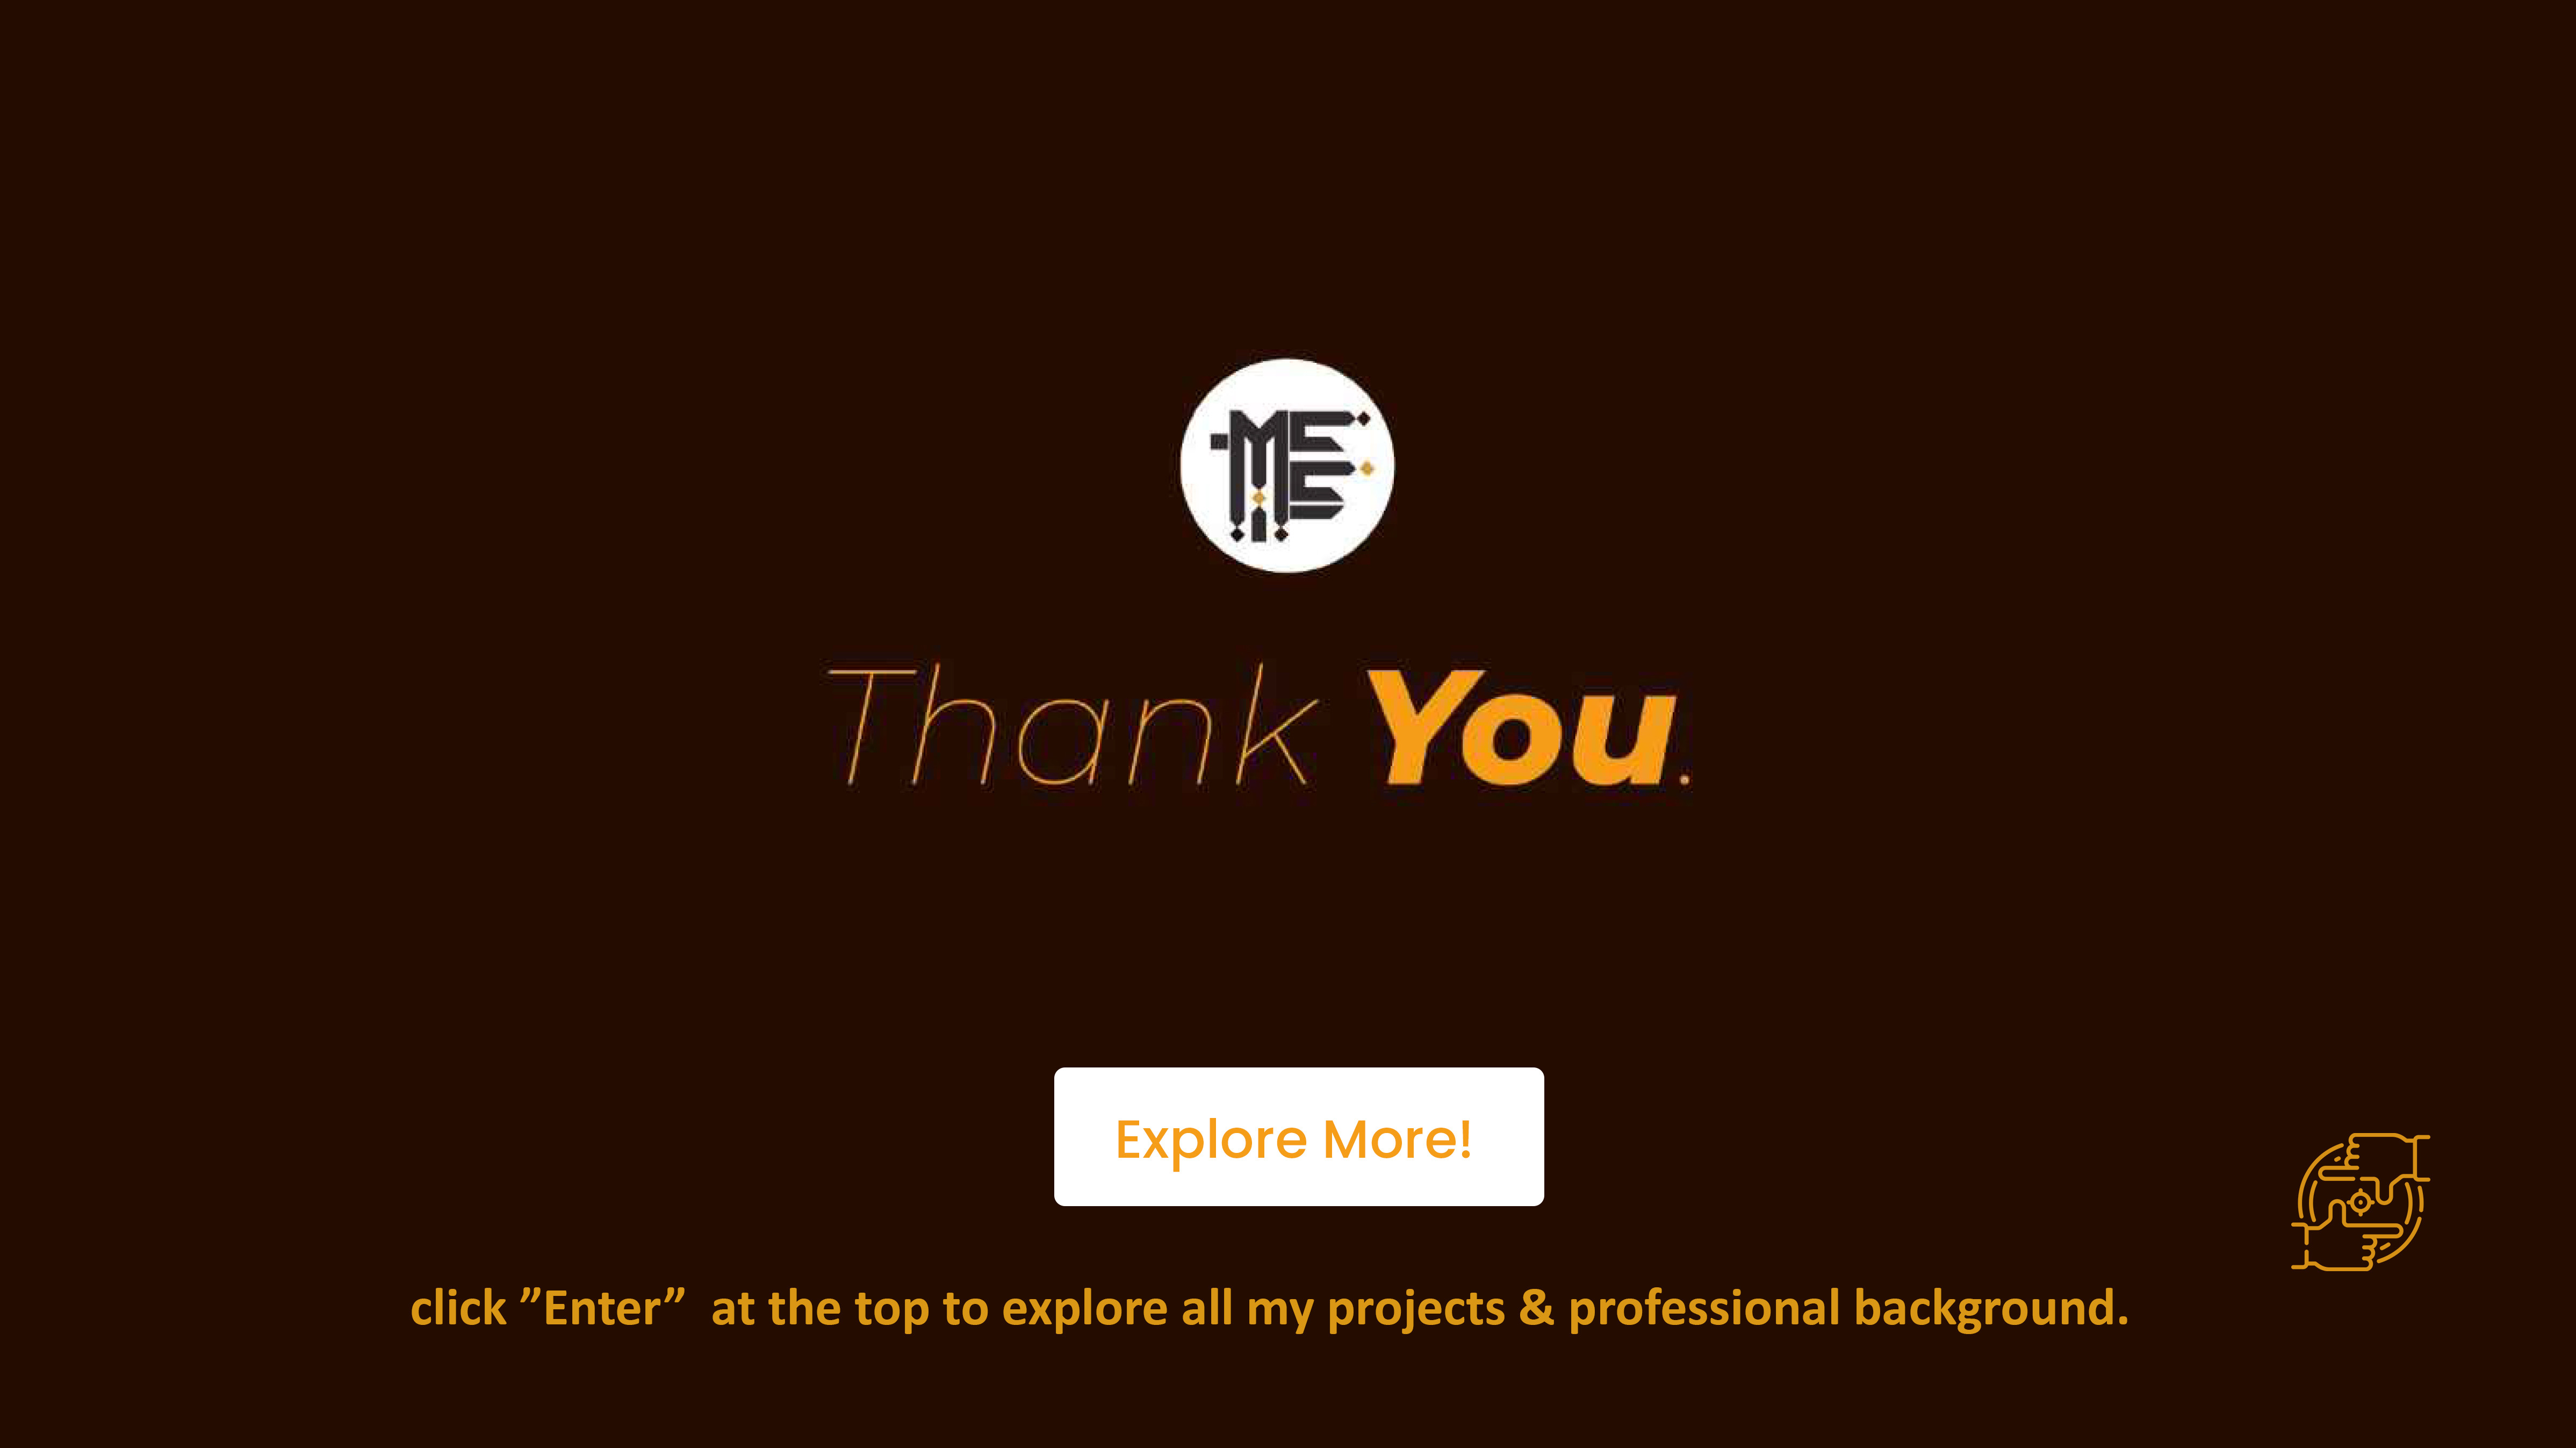 ME
Thank You.
Explore More!
click ”Enter”  at the top to explore all my projects & professional background.